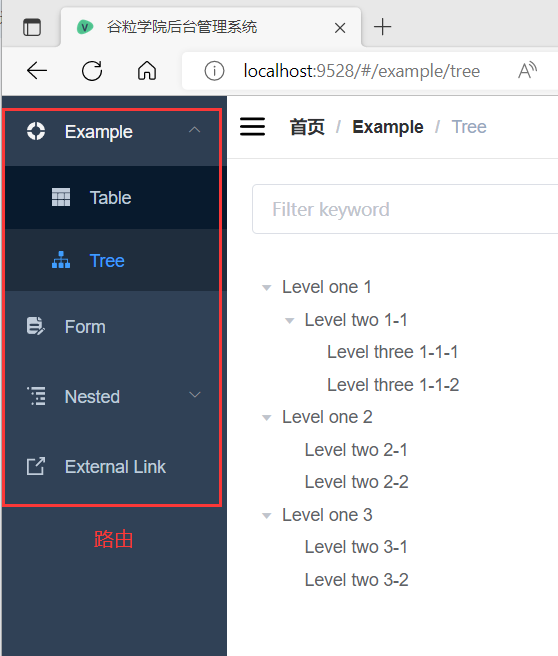 谷粒学院后台管理系统
localhost:9528/#/example/tree
Example
Table
Tree
Form
Nested
External Link
路由
首页 / Example / Tree
Filter keyword
Level one 1
Level two 1-1
Level three 1-1-1
Level three 1-1-2
Level one 2
Level two 2-1
Level two 2-2
Level one 3
Level two 3-1
Level two 3-2